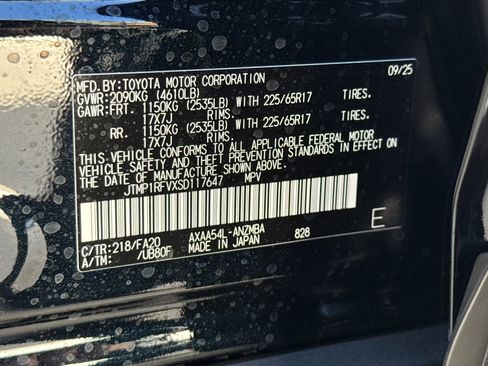 MFD. BY:TOYOTA MOTOR CORPORATION 09/25
GVWR:2090KG (4610LB)
GAWR:FRT. 1150KG (2535LB) WITH 225/65R17 TIRES.
17X7J RIMS.
RR. 1150KG (2535LB) WITH 225/65R17 TIRES.
17X7J RIMS.
THIS VEHICLE CONFORMS TO ALL APPLICABLE FEDERAL MOTOR
VEHICLE SAFETY AND THEFT PREVENTION STANDARDS IN EFFECT ON
THE DATE OF MANUFACTURE SHOWN ABOVE.
JTMP1RFVXSD117647 MPV
C/TR:218/FA20 AXAA54L-ANZMBA 828 E
A/TM: /UB80F MADE IN JAPAN